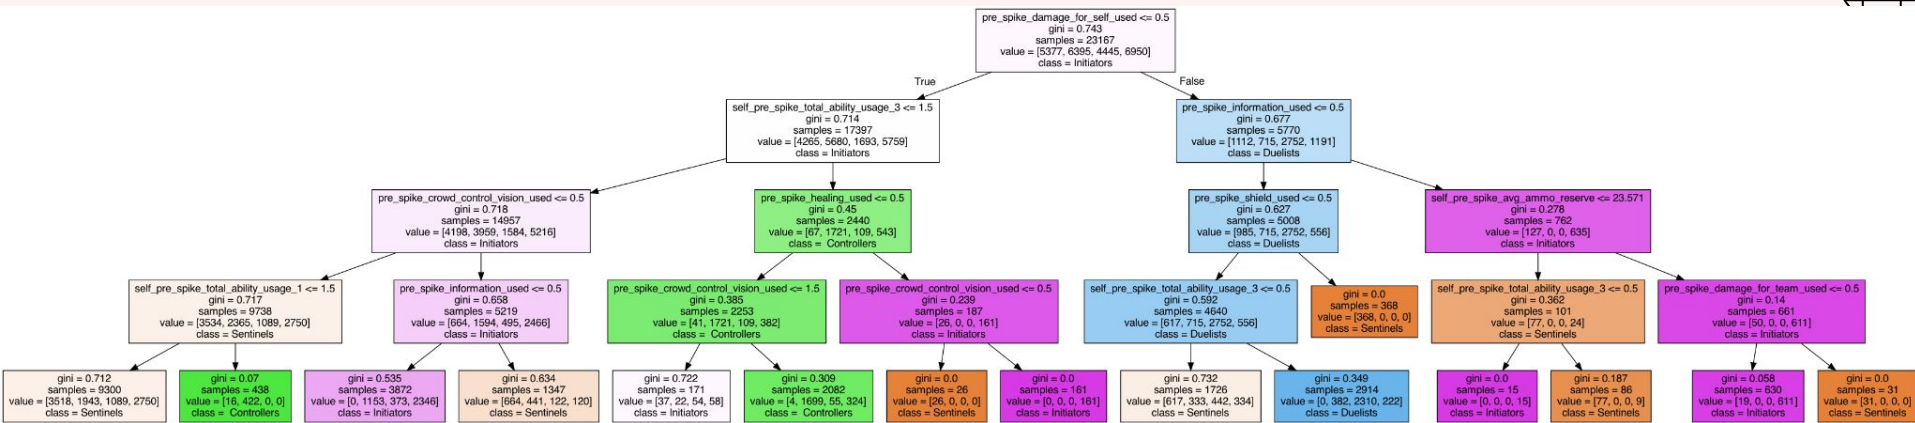 pre_spike_damage_for_self_used <= 0.5
gini = 0.743
samples = 23167
value = [5377, 6395, 4445, 6950]
class = Initiators
True
False
self_pre_spike_total_ability_usage_3 <= 1.5
gini = 0.714
samples = 17397
value = [4265, 5680, 1693, 5759]
class = Initiators
pre_spike_information_used <= 0.5
gini = 0.677
samples = 5770
value = [1112, 715, 2752, 1191]
class = Duelists
pre_spike_crowd_control_vision_used <= 0.5
gini = 0.718
samples = 14957
value = [4198, 3959, 1584, 5216]
class = Initiators
pre_spike_healing_used <= 0.5
gini = 0.45
samples = 2440
value = [67, 1721, 109, 543]
class = Controllers
pre_spike_shield_used <= 0.5
gini = 0.627
samples = 5008
value = [985, 715, 2752, 556]
class = Duelists
self_pre_spike_avg_ammo_reserve <= 23.571
gini = 0.278
samples = 762
value = [127, 0, 0, 635]
class = Initiators
self_pre_spike_total_ability_usage_1 <= 1.5
gini = 0.717
samples = 9738
value = [3534, 2365, 1089, 2750]
class = Sentinels
pre_spike_information_used <= 0.5
gini = 0.658
samples = 5219
value = [664, 1594, 495, 2466]
class = Initiators
pre_spike_crowd_control_vision_used <= 1.5
gini = 0.385
samples = 2253
value = [41, 1721, 109, 382]
class = Controllers
pre_spike_crowd_control_vision_used <= 0.5
gini = 0.239
samples = 187
value = [26, 0, 0, 161]
class = Initiators
self_pre_spike_total_ability_usage_3 <= 0.5
gini = 0.592
samples = 4640
value = [617, 715, 2752, 556]
class = Duelists
gini = 0.0
samples = 368
value = [368, 0, 0, 0]
class = Sentinels
self_pre_spike_total_ability_usage_3 <= 0.5
gini = 0.362
samples = 101
value = [77, 0, 0, 24]
class = Sentinels
pre_spike_damage_for_team_used <= 0.5
gini = 0.14
samples = 661
value = [50, 0, 0, 611]
class = Initiators
gini = 0.712
samples = 9300
value = [3518, 1943, 1089, 2750]
class = Sentinels
gini = 0.07
samples = 438
value = [16, 422, 0, 0]
class = Controllers
gini = 0.535
samples = 3872
value = [0, 1153, 373, 2346]
class = Initiators
gini = 0.634
samples = 1347
value = [664, 441, 122, 120]
class = Sentinels
gini = 0.722
samples = 171
value = [37, 22, 54, 58]
class = Initiators
gini = 0.309
samples = 2082
value = [4, 1699, 55, 324]
class = Controllers
gini = 0.0
samples = 26
value = [26, 0, 0, 0]
class = Sentinels
gini = 0.0
samples = 161
value = [0, 0, 0, 161]
class = Initiators
gini = 0.732
samples = 1726
value = [617, 333, 442, 334]
class = Sentinels
gini = 0.349
samples = 2914
value = [0, 382, 2310, 222]
class = Duelists
gini = 0.0
samples = 15
value = [0, 0, 0, 15]
class = Initiators
gini = 0.187
samples = 86
value = [77, 0, 0, 9]
class = Sentinels
gini = 0.058
samples = 630
value = [19, 0, 0, 611]
class = Initiators
gini = 0.0
samples = 31
value = [31, 0, 0, 0]
class = Sentinels